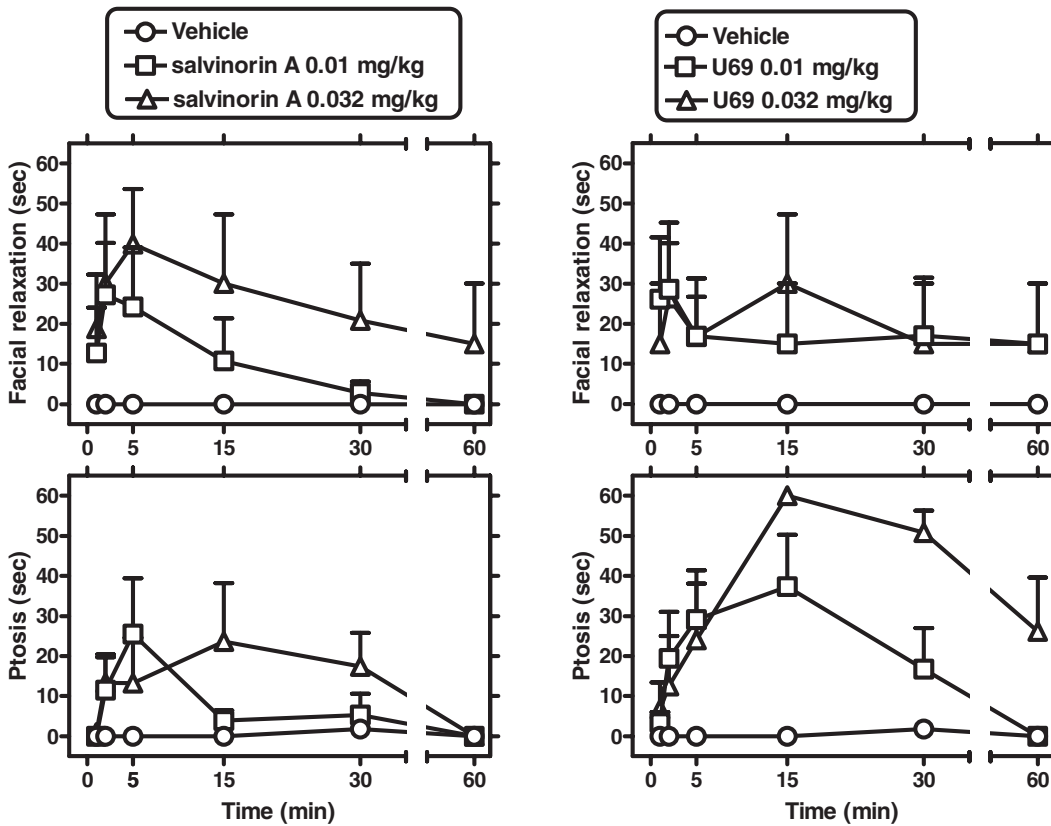 Vehicle
salvinorin A 0.01 mg/kg
salvinorin A 0.032 mg/kg
Vehicle
U69 0.01 mg/kg
U69 0.032 mg/kg
Facial relaxation (sec)
60
50
40
30
20
10
0
0 5 15 30 60
Facial relaxation (sec)
60
50
40
30
20
10
0
0 5 15 30 60
Ptosis (sec)
60
50
40
30
20
10
0
0 5 15 30 60
Time (min)
Ptosis (sec)
60
50
40
30
20
10
0
0 5 15 30 60
Time (min)